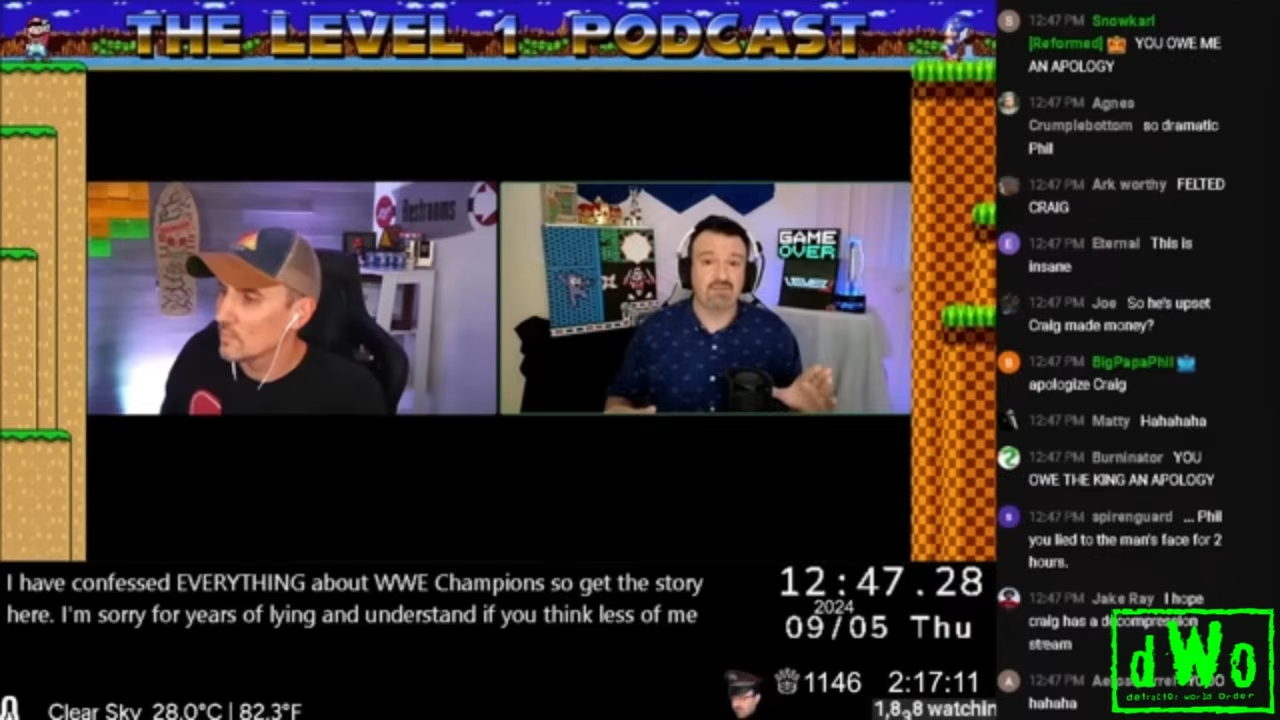 THE LEVEL 1 PODCAST
Restrooms
GAME
OVER
I have confessed EVERYTHING about WWE Champions so get the story
here. I'm sorry for years of lying and understand if you think less of me
12:47.28
2024
09/05 Thu
1146 2:17:11
Clear Sky 28.0°C | 82.3°F
watchin
S 12:47 PM Snowkarl
[Reformed] YOU OWE ME
AN APOLOGY
12:47 PM Agnes
Crumplebottom so dramatic
Phil
12:47 PM Ark worthy FELTED
CRAIG
E 12:47 PM Eternal This is
insane
12:47 PM Joe So he's upset
Craig made money?
B 12:47 PM BigPapaPhil
apologize Craig
12:47 PM Matty Hahahaha
12:47 PM Burninator YOU
OWE THE KING AN APOLOGY
s 12:47 PM spirenguard ... Phil
you lied to the man's face for 2
hours.
12:47 PM Jake Ray I hope
craig has a decompression
stream
A 12:47 PM
hahaha
dWo
detractor world Order